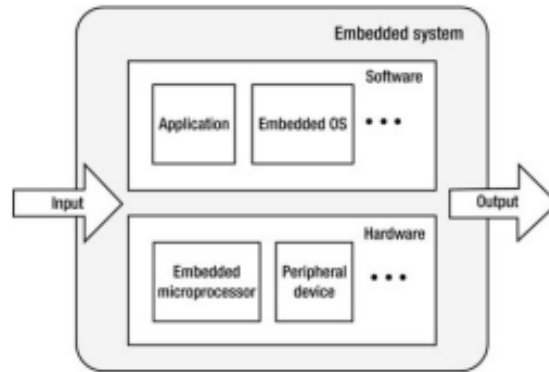 Embedded system
Software
Application
Embedded OS
• • •
Input
Output
Hardware
Embedded
microprocessor
Peripheral
device
• • •